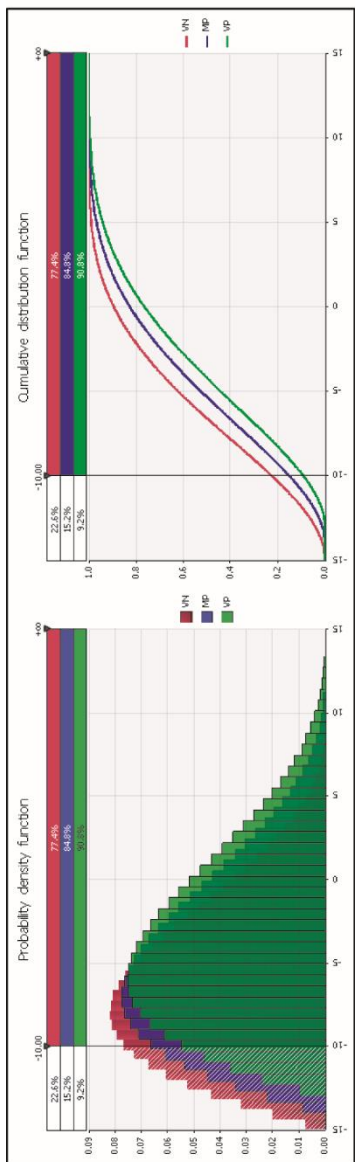 Probability density function
-10.00 +∞
22.6% 77.4%
15.2% 84.8%
9.2% 90.8%
0.09
0.08
0.07
0.06
0.05
0.04
0.03
0.02
0.01
0.00
-15 -10 -5 0 5 10 15
VN
MP
VP
Cumulative distribution function
-10.00 +∞
22.6% 77.4%
15.2% 84.8%
9.2% 90.8%
1.0
0.8
0.6
0.4
0.2
0.0
-15 -10 -5 0 5 10 15
VN
MP
VP